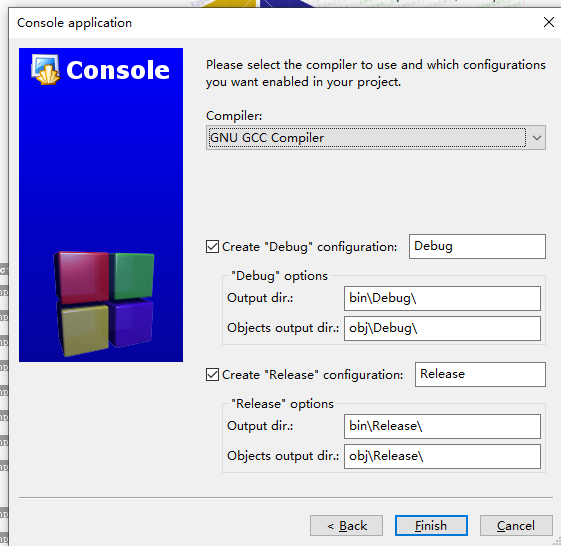 Console application
Console
Please select the compiler to use and which configurations
you want enabled in your project.
Compiler:
GNU GCC Compiler
Create "Debug" configuration: Debug
"Debug" options
Output dir.: bin\Debug\
Objects output dir.: obj\Debug\
Create "Release" configuration: Release
"Release" options
Output dir.: bin\Release\
Objects output dir.: obj\Release\
< Back Finish Cancel